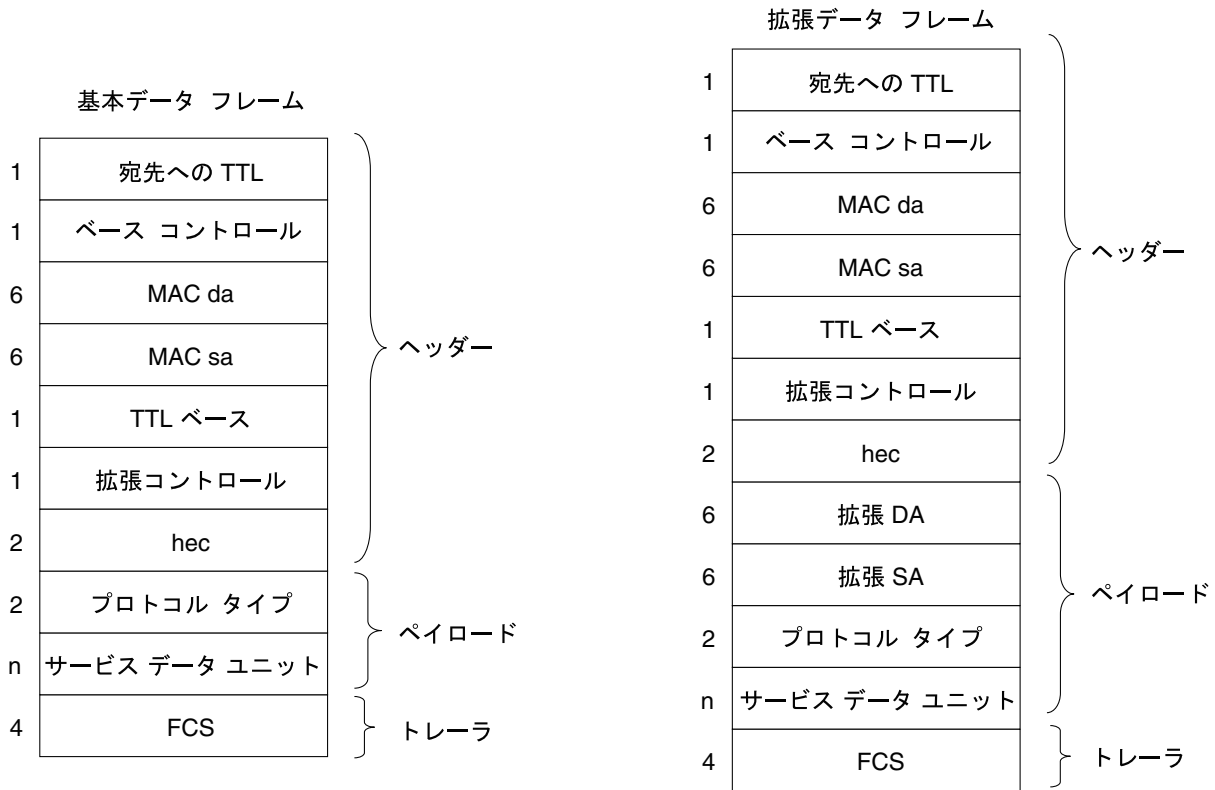 基本データ フレーム
1 宛先への TTL
1 ベース コントロール
6 MAC da
6 MAC sa
1 TTL ベース
1 拡張コントロール
2 hec
2 プロトコル タイプ
n サービス データ ユニット
4 FCS
ヘッダー
ペイロード
トレーラ
拡張データ フレーム
1 宛先への TTL
1 ベース コントロール
6 MAC da
6 MAC sa
1 TTL ベース
1 拡張コントロール
2 hec
6 拡張 DA
6 拡張 SA
2 プロトコル タイプ
n サービス データ ユニット
4 FCS
ヘッダー
ペイロード
トレーラ